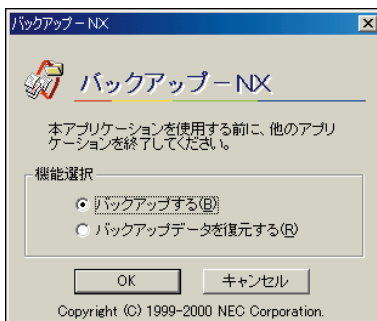 バックアップ－NX
バックアップ－NX
本アプリケーションを使用する前に、他のアプリ
ケーションを終了してください。
機能選択
バックアップする(B)
バックアップデータを復元する(R)
OK キャンセル
Copyright (C) 1999-2000 NEC Corporation.